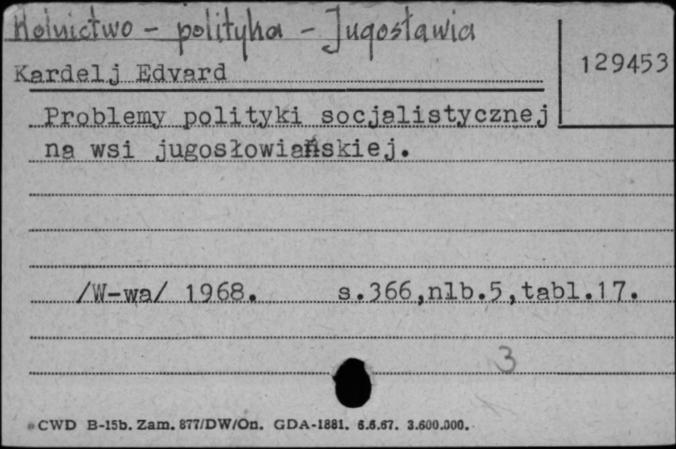 Rolnictwo - polityka - Jugosławia
129453
Kardelj Edvard
Problemy polityki socjalistycznej
na wsi jugosłowiańskiej.
/W-wa/ 1968. s.366,nlb.5,tabl.17.
3
CWD B-15b. Zam. 877/DW/On. GDA-1881. 6.6.67. 3.600.000.